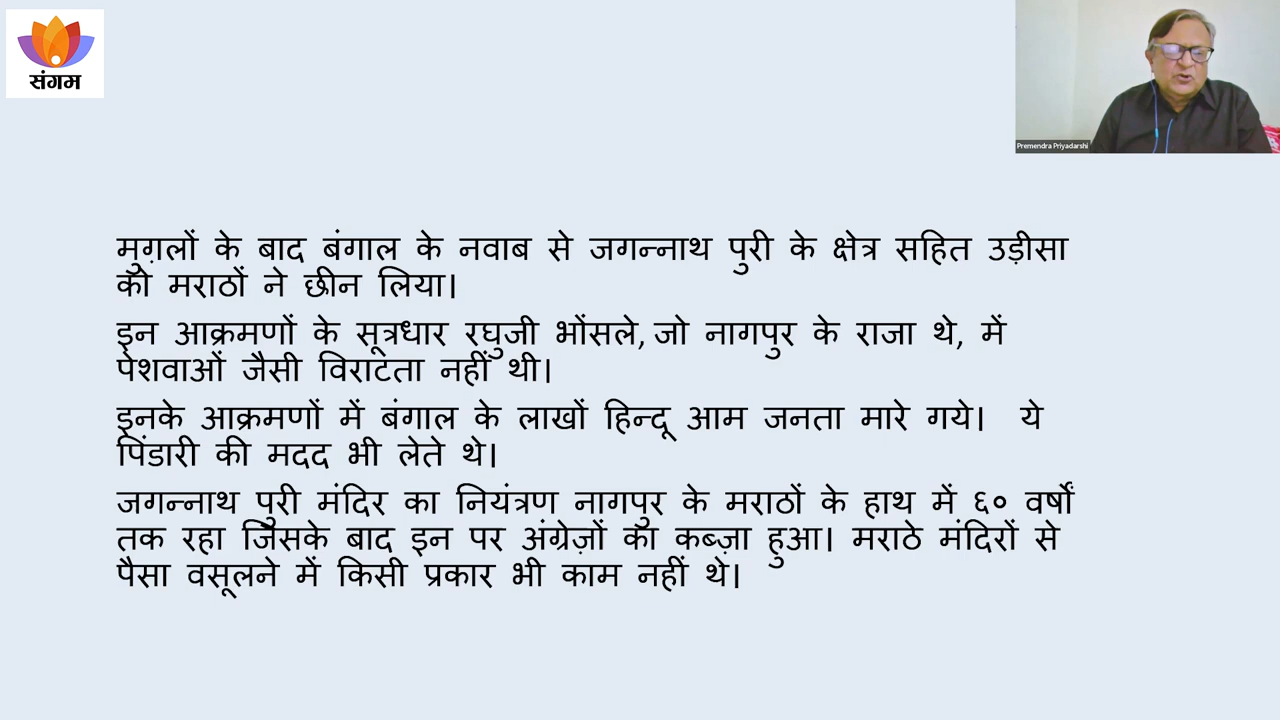 संगम
Premendra Priyadarshi
मुग़लों के बाद बंगाल के नवाब से जगन्नाथ पुरी के क्षेत्र सहित उड़ीसा
को मराठों ने छीन लिया।
इन आक्रमणों के सूत्रधार रघुजी भोंसले, जो नागपुर के राजा थे, में
पेशवाओं जैसी विराटता नहीं थी।
इनके आक्रमणों में बंगाल के लाखों हिन्दू आम जनता मारे गये। ये
पिंडारी की मदद भी लेते थे।
जगन्नाथ पुरी मंदिर का नियंत्रण नागपुर के मराठों के हाथ में ६० वर्षों
तक रहा जिसके बाद इन पर अंग्रेज़ों का कब्ज़ा हुआ। मराठे मंदिरों से
पैसा वसूलने में किसी प्रकार भी काम नहीं थे।